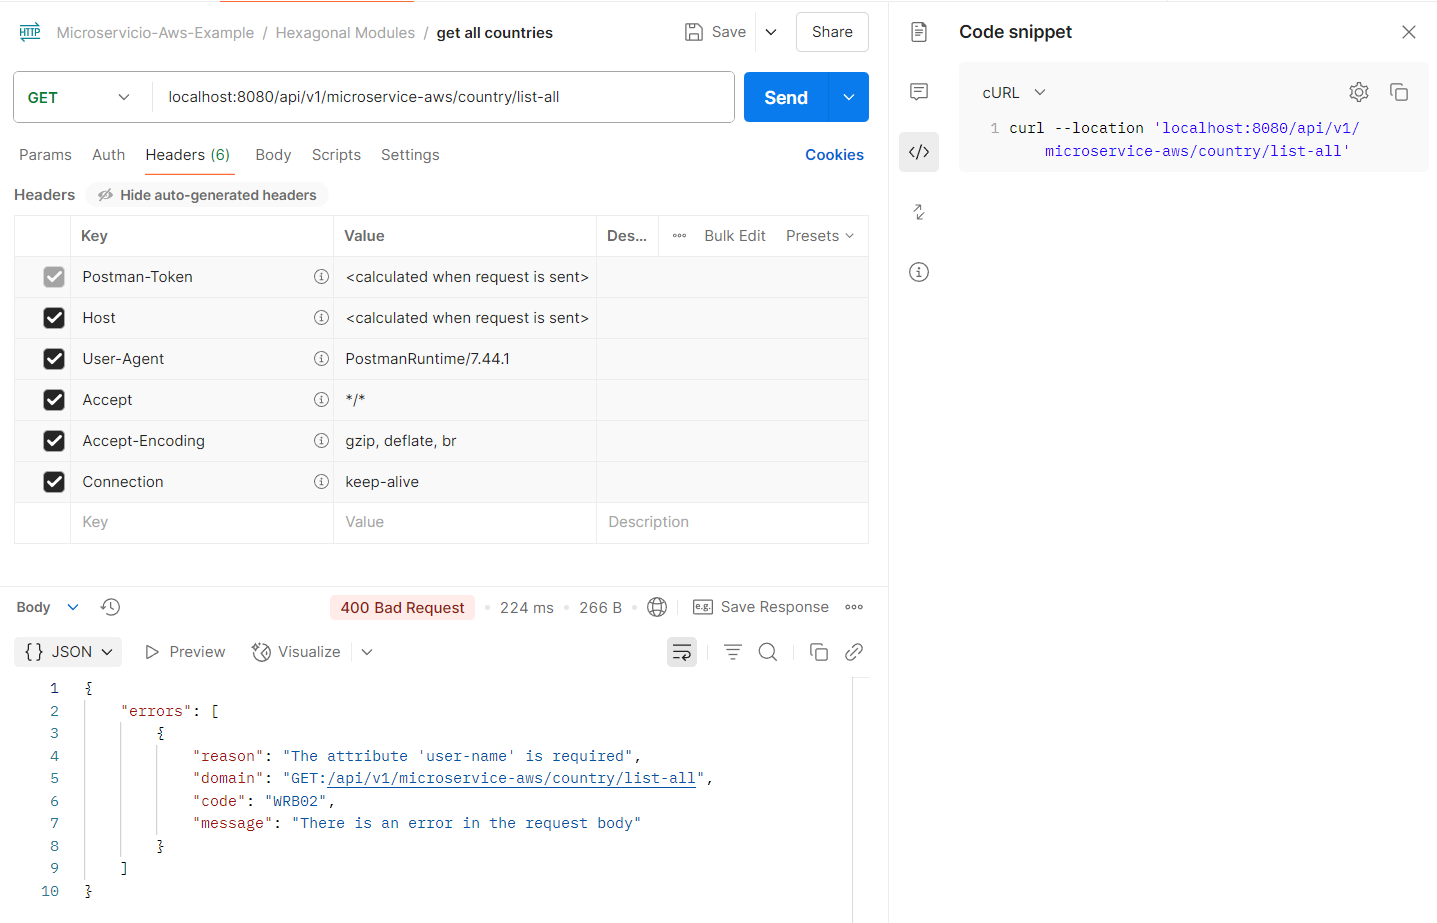 HTTP Microservicio-Aws-Example / Hexagonal Modules / get all countries
Save
Share
GET
localhost:8080/api/v1/microservice-aws/country/list-all
Send
Params Auth Headers (6) Body Scripts Settings
Cookies
Headers Hide auto-generated headers
Key Value Des... Bulk Edit Presets
Postman-Token <calculated when request is sent>
Host <calculated when request is sent>
User-Agent PostmanRuntime/7.44.1
Accept */*
Accept-Encoding gzip, deflate, br
Connection keep-alive
Key Value Description
Body
400 Bad Request 224 ms 266 B e.g. Save Response
{} JSON Preview Visualize
1 {
2 "errors": [
3 {
4 "reason": "The attribute 'user-name' is required",
5 "domain": "GET:/api/v1/microservice-aws/country/list-all",
6 "code": "WRB02",
7 "message": "There is an error in the request body"
8 }
9 ]
10 }
Code snippet
cURL
1 curl --location 'localhost:8080/api/v1/
microservice-aws/country/list-all'